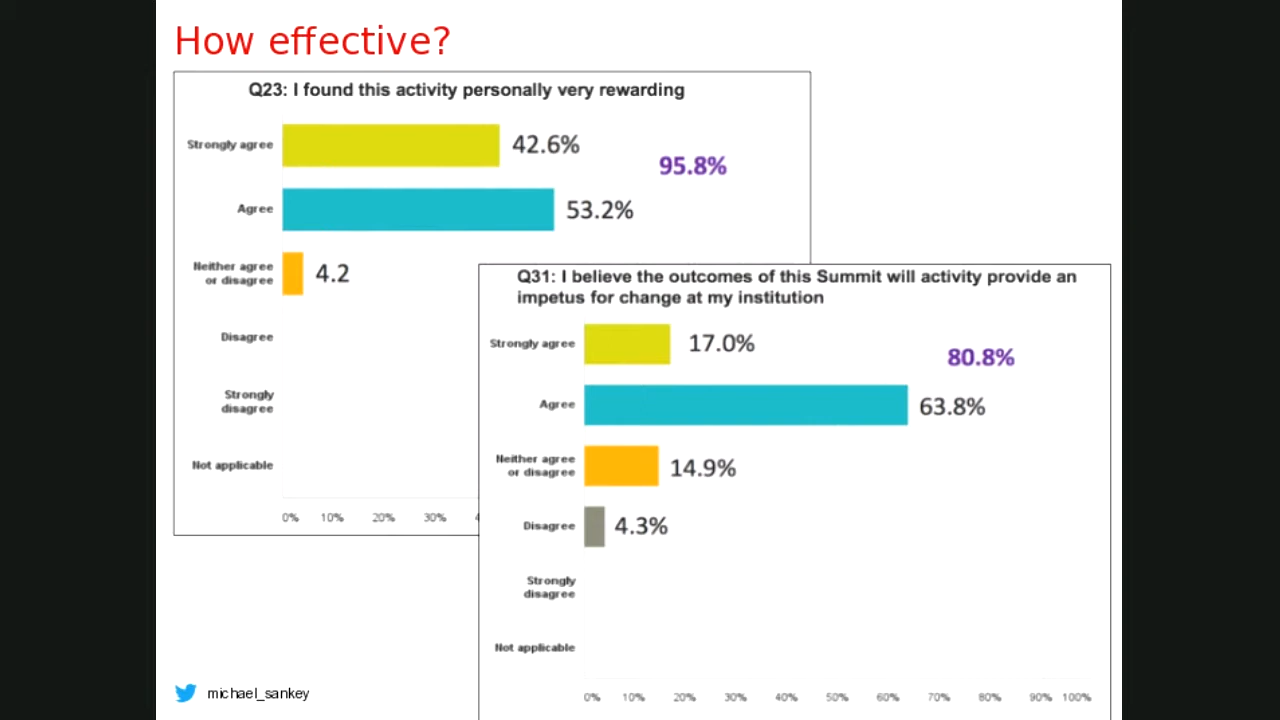 How effective?
Q23: I found this activity personally very rewarding
Strongly agree
42.6%
95.8%
Agree
53.2%
Neither agree
or disagree
4.2
Disagree
Strongly
disagree
Not applicable
0% 10% 20% 30%
Q31: I believe the outcomes of this Summit will activity provide an
impetus for change at my institution
Strongly agree
17.0%
80.8%
Agree
63.8%
Neither agree
or disagree
14.9%
Disagree
4.3%
Strongly
disagree
Not applicable
0% 10% 20% 30% 40% 50% 60% 70% 80% 90% 100%
michael_sankey